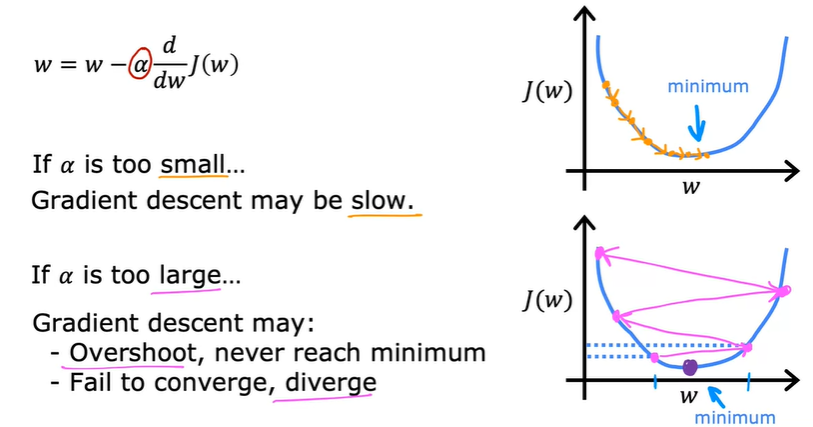 w = w − α d/dw J(w)
If α is too small...
Gradient descent may be slow.
If α is too large...
Gradient descent may:
- Overshoot, never reach minimum
- Fail to converge, diverge
J(w)
minimum
w
J(w)
w
minimum